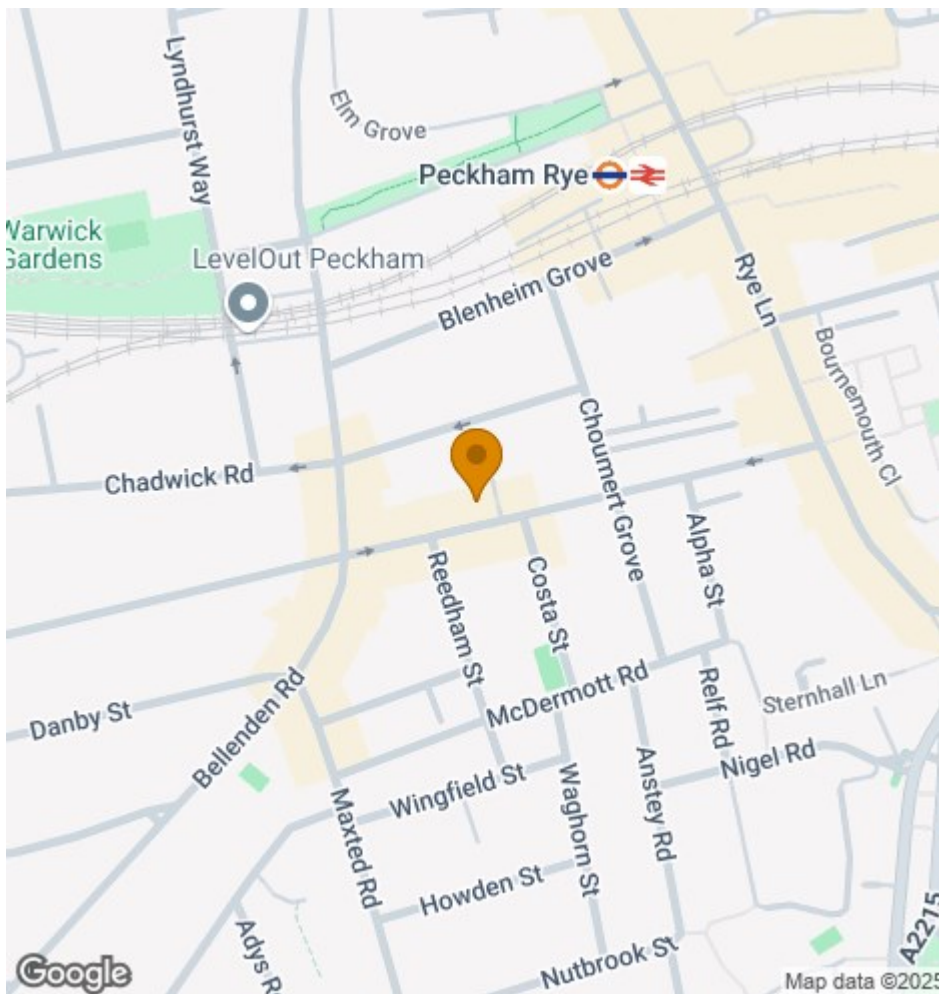 Lyndhurst Way
Elm Grove
Peckham Rye
Warwick
Gardens
LevelOut Peckham
Blenheim Grove
Rye Ln
Bournemouth Cl
Chadwick Rd
Choumert Grove
Alpha St
Reedham St
Costa St
McDermott Rd
Relf Rd
Sternhall Ln
Danby St
Bellenden Rd
Nigel Rd
Wingfield St
Maxted Rd
Waghorn St
Anstey Rd
Howden St
A2215
Adys R
Nutbrook St
Google
Map data ©2025